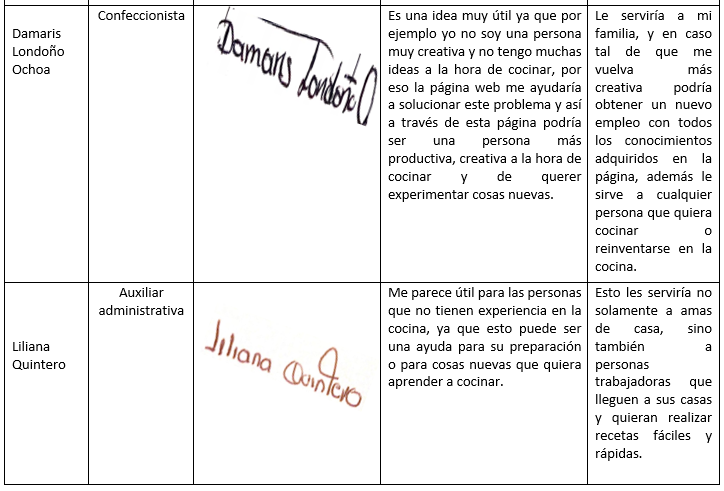 Damaris
Londoño
Ochoa
Confeccionista
Damaris Londoño O
Es una idea muy útil ya que por
ejemplo yo no soy una persona
muy creativa y no tengo muchas
ideas a la hora de cocinar, por
eso la página web me ayudaría
a solucionar este problema y así
a través de esta página podría
ser una persona más
productiva, creativa a la hora de
cocinar y de querer
experimentar cosas nuevas.
Le serviría a mi
familia, y en caso
tal de que me
vuelva más
creativa podría
obtener un nuevo
empleo con todos
los conocimientos
adquiridos en la
página, además le
sirve a cualquier
persona que quiera
cocinar o
reinventarse en la
cocina.
Liliana
Quintero
Auxiliar
administrativa
Liliana Quintero
Me parece útil para las personas
que no tienen experiencia en la
cocina, ya que esto puede ser
una ayuda para su preparación
o para cosas nuevas que quiera
aprender a cocinar.
Esto les serviría no
solamente a amas
de casa, sino
también a
personas
trabajadoras que
lleguen a sus casas
y quieran realizar
recetas fáciles y
rápidas.